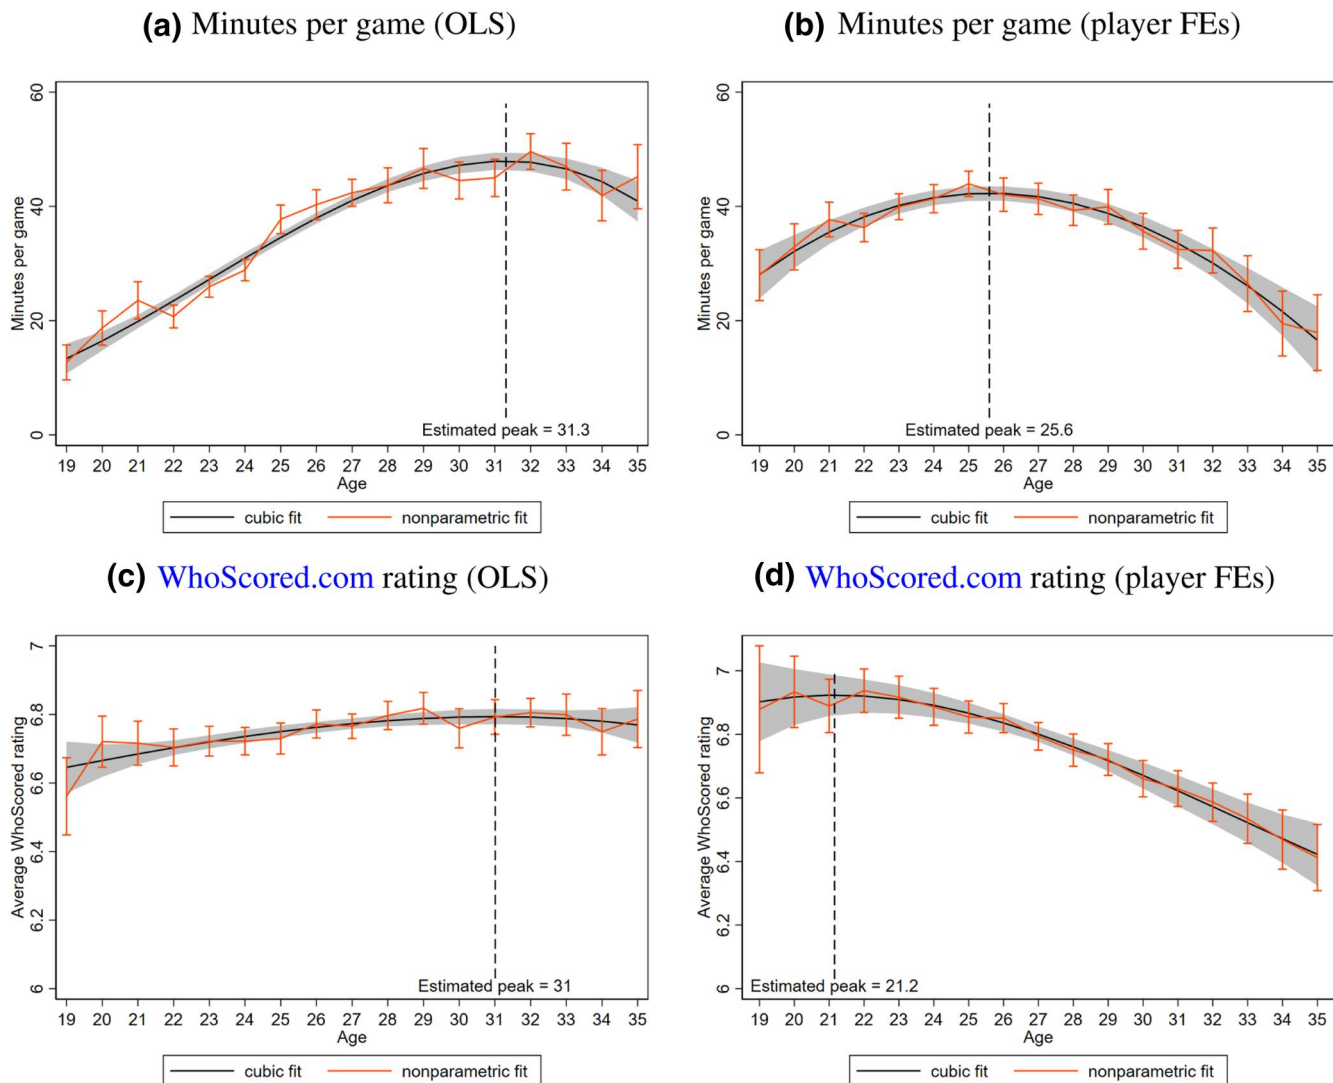 (a) Minutes per game (OLS)
60
40
20
0
Minutes per game
Estimated peak = 31.3
19 20 21 22 23 24 25 26 27 28 29 30 31 32 33 34 35
Age
cubic fit nonparametric fit
(b) Minutes per game (player FEs)
60
40
20
0
Minutes per game
Estimated peak = 25.6
19 20 21 22 23 24 25 26 27 28 29 30 31 32 33 34 35
Age
cubic fit nonparametric fit
(c) WhoScored.com rating (OLS)
7
6.8
6.6
6.4
6.2
6
Average WhoScored rating
Estimated peak = 31
19 20 21 22 23 24 25 26 27 28 29 30 31 32 33 34 35
Age
cubic fit nonparametric fit
(d) WhoScored.com rating (player FEs)
7
6.8
6.6
6.4
6.2
6
Average WhoScored rating
Estimated peak = 21.2
19 20 21 22 23 24 25 26 27 28 29 30 31 32 33 34 35
Age
cubic fit nonparametric fit